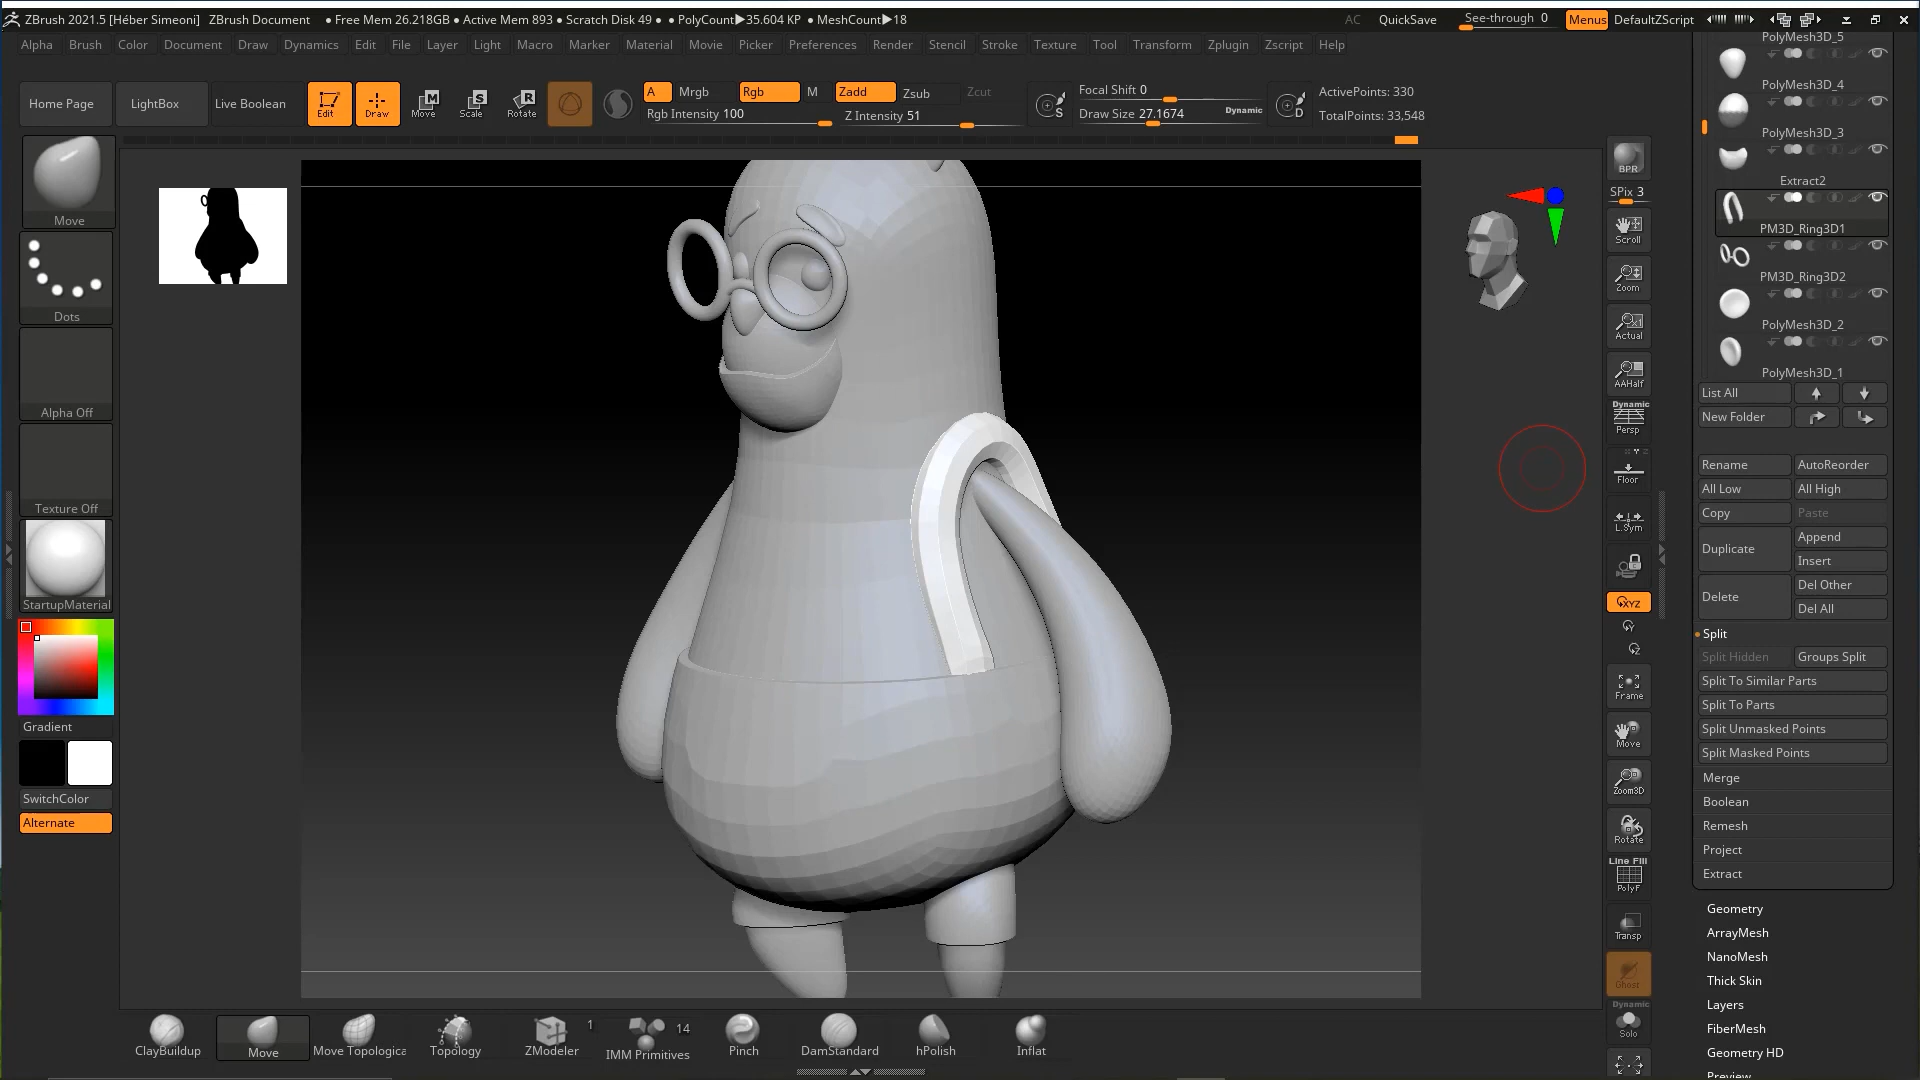 ZBrush 2021.5 [Héber Simeoni] ZBrush Document • Free Mem 26.218GB • Active Mem 893 • Scratch Disk 49 • • PolyCount▶35.604 KP • MeshCount▶18 AC QuickSave See-through 0 Menus DefaultZScript
Alpha Brush Color Document Draw Dynamics Edit File Layer Light Macro Marker Material Movie Picker Preferences Render Stencil Stroke Texture Tool Transform Zplugin Zscript Help
Home Page LightBox Live Boolean Edit Draw Move Scale Rotate
A Mrgb Rgb M Zadd Zsub Zcut
Rgb Intensity 100 Z Intensity 51
Focal Shift 0
Draw Size 27.1674 Dynamic
ActivePoints: 330
TotalPoints: 33,548
Move
Dots
Alpha Off
Texture Off
StartupMaterial
Gradient
SwitchColor
Alternate
BPR
SPix 3
Scroll
Zoom
Actual
AAHalf
Dynamic
Persp
Floor
L.Sym
XYZ
Frame
Move
Zoom3D
Rotate
Line Fill
PolyF
Transp
Ghost
Dynamic
Solo
PolyMesh3D_5
PolyMesh3D_4
PolyMesh3D_3
Extract2
PM3D_Ring3D1
PM3D_Ring3D2
PolyMesh3D_2
PolyMesh3D_1
List All
New Folder
Rename AutoReorder
All Low All High
Copy Paste
Duplicate Append
Insert
Delete Del Other
Del All
Split
Split Hidden Groups Split
Split To Similar Parts
Split To Parts
Split Unmasked Points
Split Masked Points
Merge
Boolean
Remesh
Project
Extract
Geometry
ArrayMesh
NanoMesh
Thick Skin
Layers
FiberMesh
Geometry HD
Preview
ClayBuildup Move Move Topologica Topology ZModeler 1 IMM Primitives 14 Pinch DamStandard hPolish Inflat